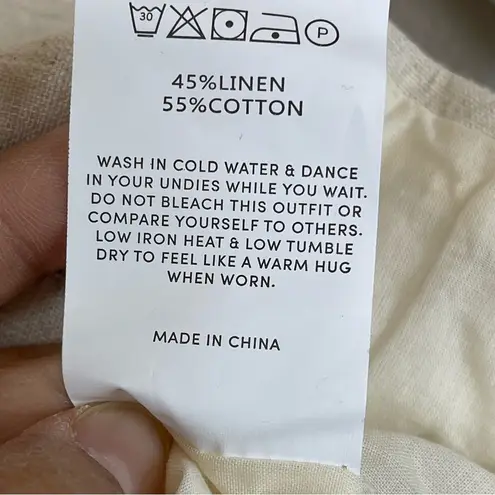 30
P
45%LINEN
55%COTTON
WASH IN COLD WATER & DANCE
IN YOUR UNDIES WHILE YOU WAIT.
DO NOT BLEACH THIS OUTFIT OR
COMPARE YOURSELF TO OTHERS.
LOW IRON HEAT & LOW TUMBLE
DRY TO FEEL LIKE A WARM HUG
WHEN WORN.
MADE IN CHINA